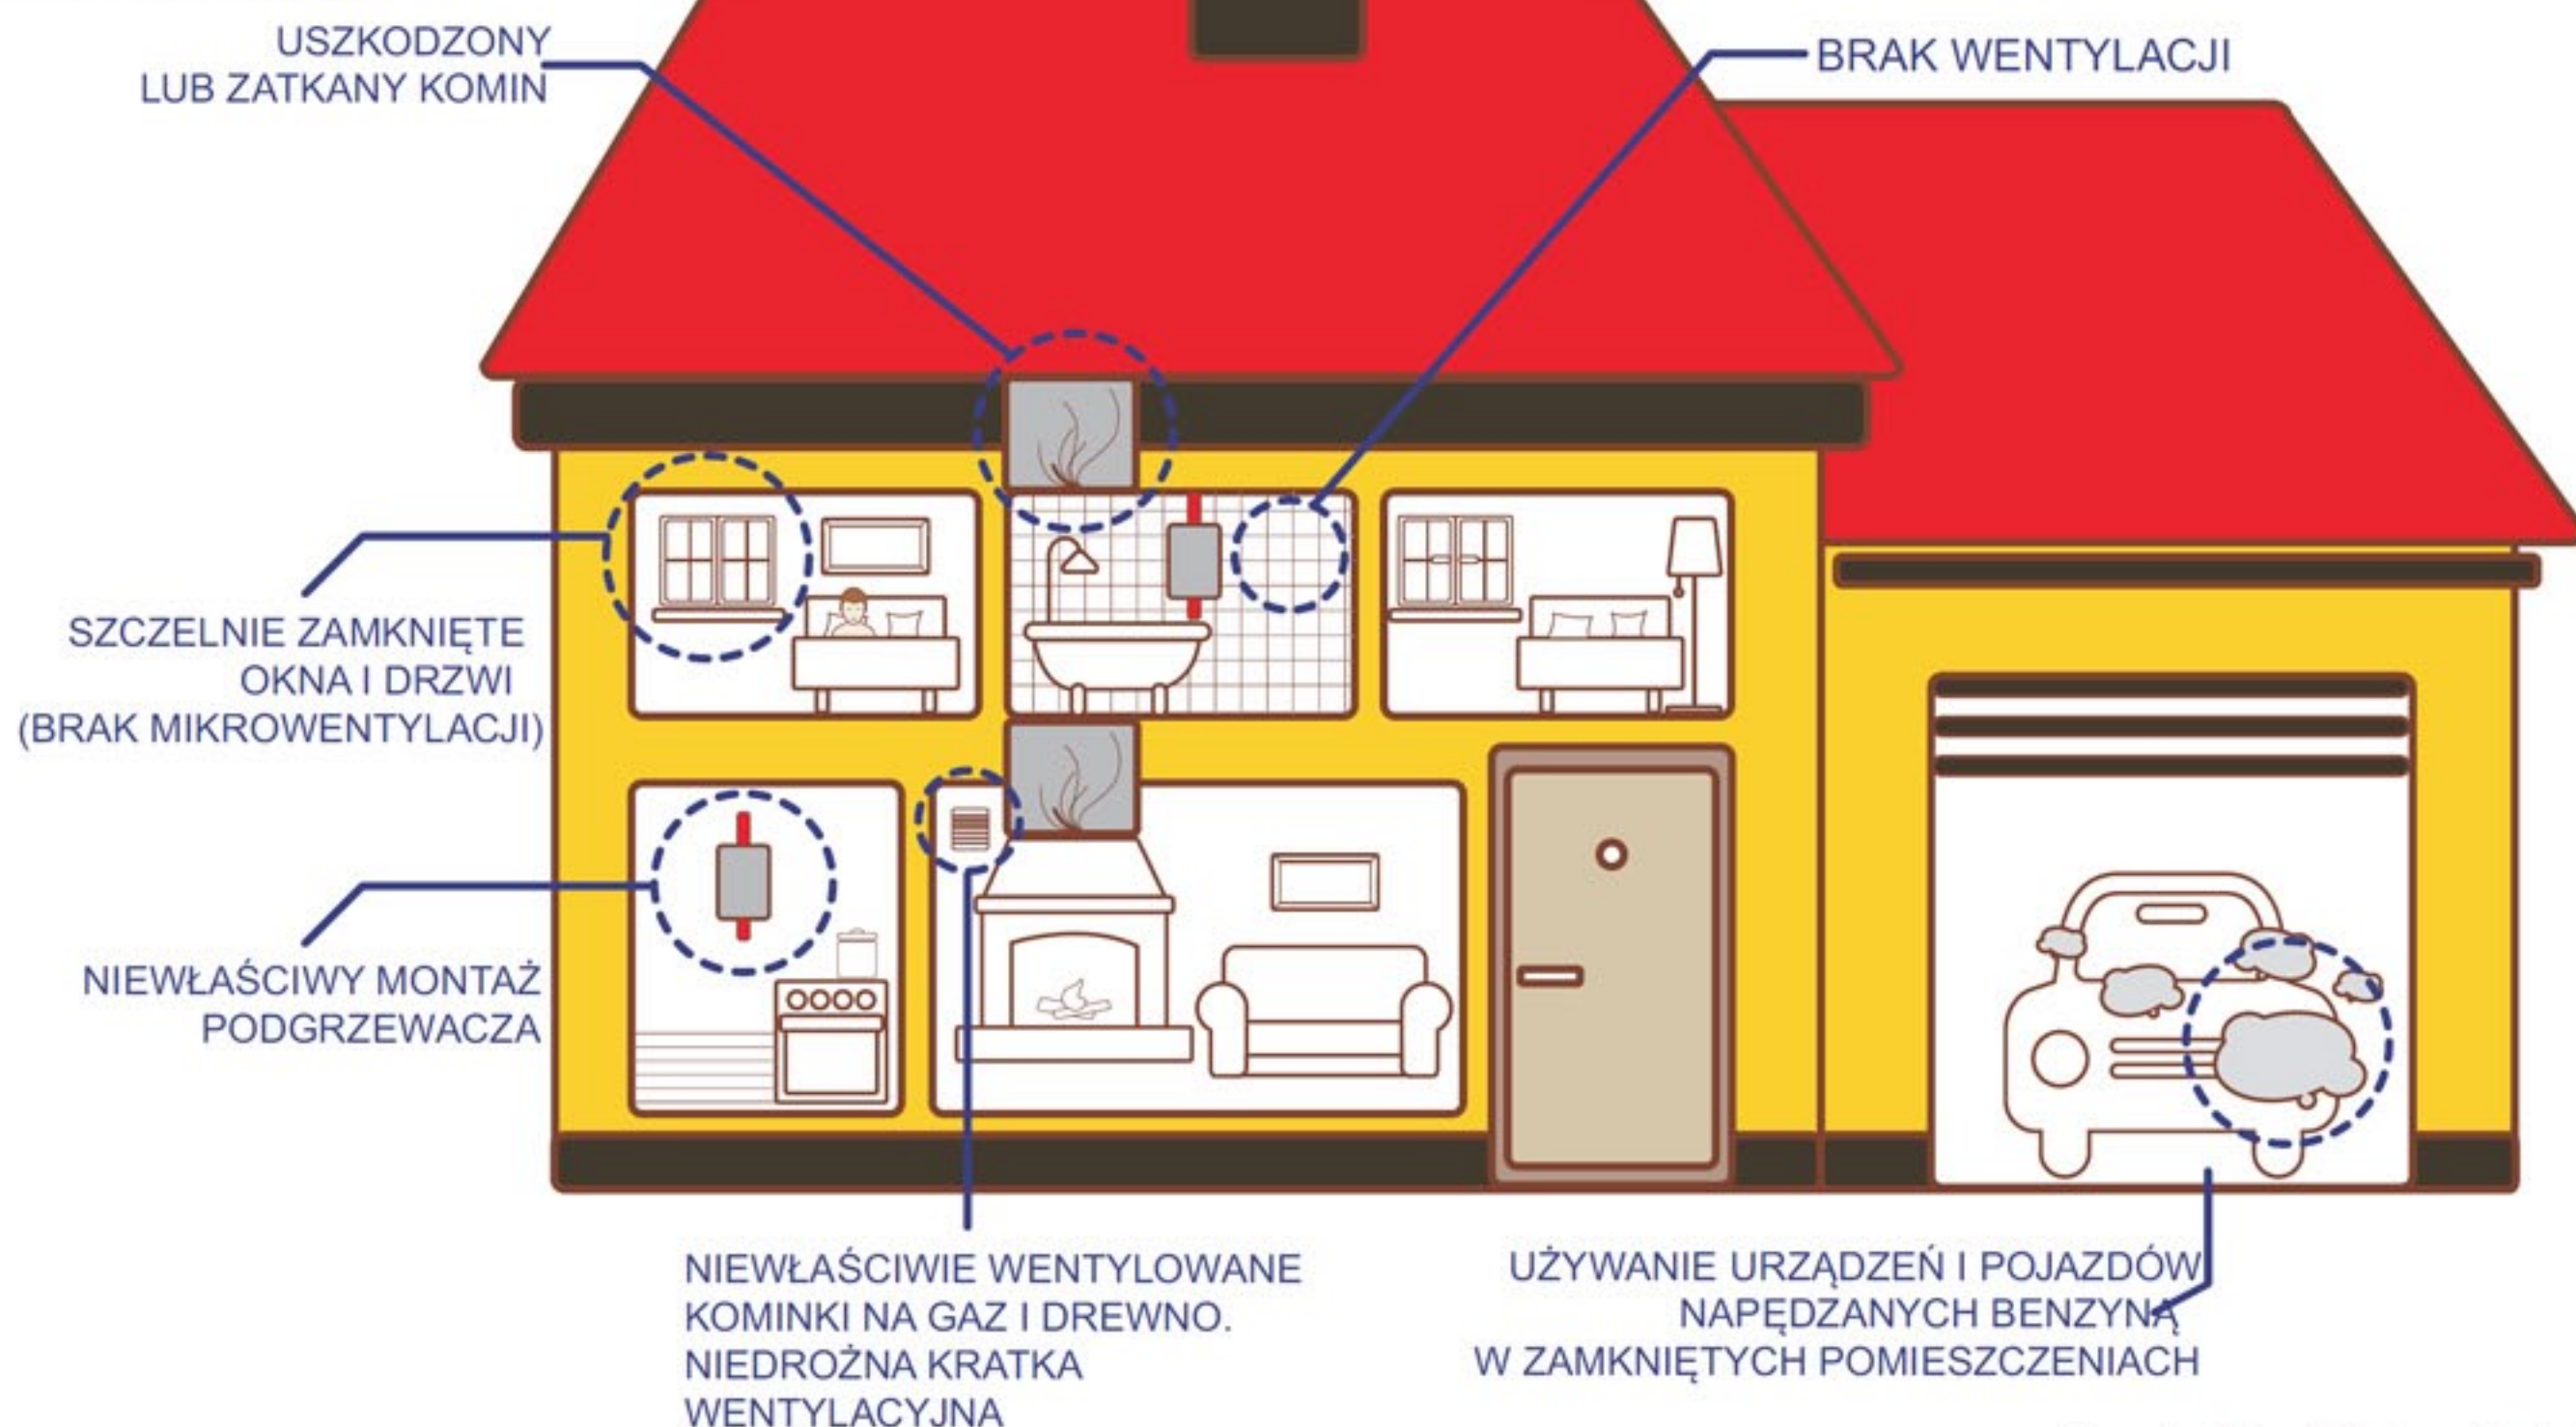 USZKODZONY
LUB ZATKANY KOMIN
BRAK WENTYLACJI
SZCZELNIE ZAMKNIĘTE
OKNA I DRZWI
(BRAK MIKROWENTYLACJI)
NIEWŁAŚCIWY MONTAŻ
PODGRZEWACZA
NIEWŁAŚCIWIE WENTYLOWANE
KOMINKI NA GAZ I DREWNO.
NIEDROŻNA KRATKA
WENTYLACYJNA
UŻYWANIE URZĄDZEŃ I POJAZDÓW
NAPĘDZANYCH BENZYNĄ
W ZAMKNIĘTYCH POMIESZCZENIACH